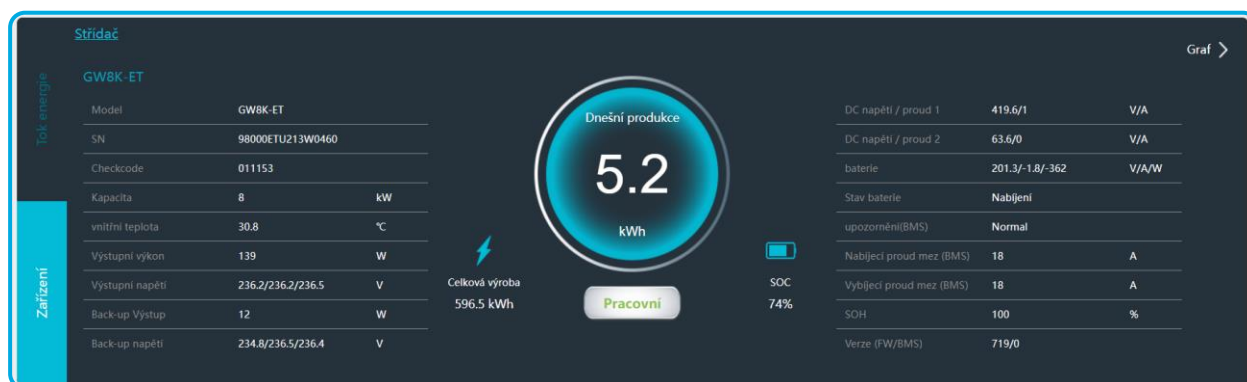 Střídač
Graf
Tok energie
Zařízení
GW8K-ET
Model GW8K-ET
SN 98000ETU213W0460
Checkcode 011153
Kapacita 8 kW
vnitřní teplota 30.8 ℃
Výstupní výkon 139 W
Výstupní napětí 236.2/236.2/236.5 V
Back-up Výstup 12 W
Back-up napětí 234.8/236.5/236.4 V
Dnešní produkce
5.2
kWh
Celková výroba
596.5 kWh
Pracovní
SOC
74%
DC napětí / proud 1 419.6/1 V/A
DC napětí / proud 2 63.6/0 V/A
baterie 201.3/-1.8/-362 V/A/W
Stav baterie Nabíjení
upozornění(BMS) Normal
Nabíjecí proud mez (BMS) 18 A
Vybíjecí proud mez (BMS) 18 A
SOH 100 %
Verze (FW/BMS) 719/0